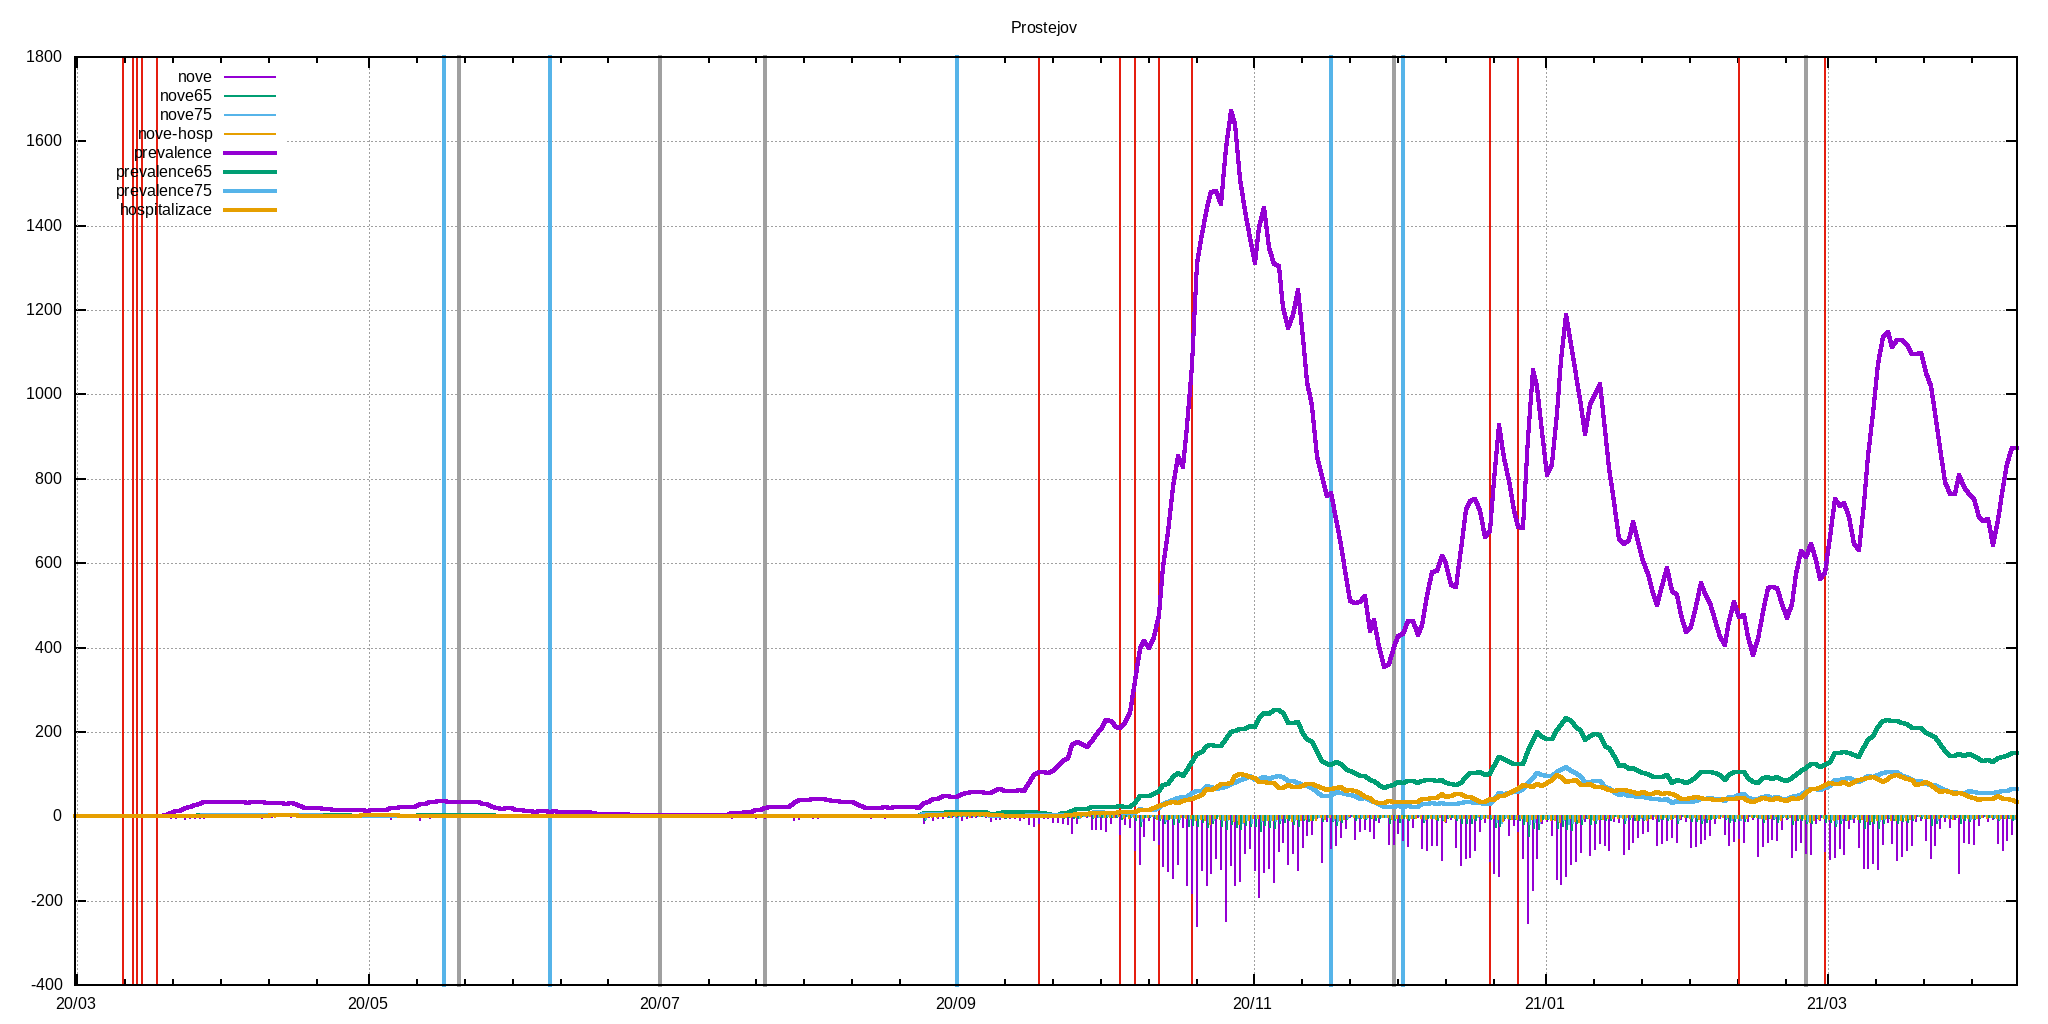 Prostejov
1800
1600
1400
1200
1000
800
600
400
200
0
-200
-400
nove
nove65
nove75
nove-hosp
prevalence
prevalence65
prevalence75
hospitalizace
20/03 20/05 20/07 20/09 20/11 21/01 21/03